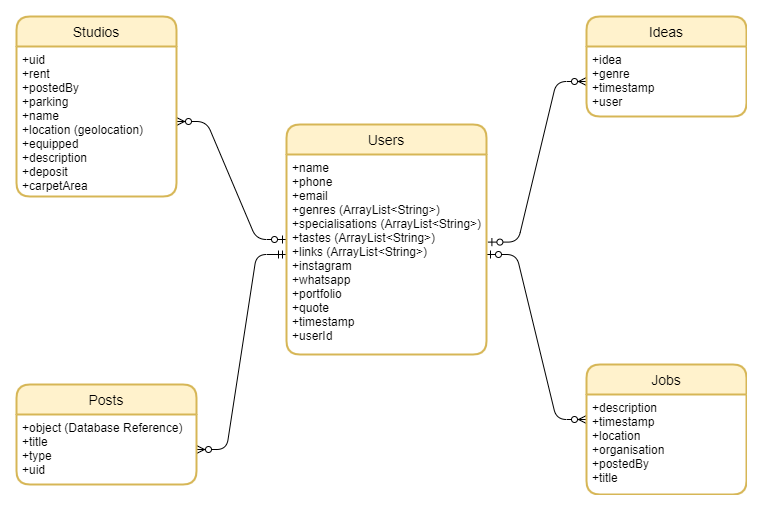 Studios
+uid
+rent
+postedBy
+parking
+name
+location (geolocation)
+equipped
+description
+deposit
+carpetArea
Users
+name
+phone
+email
+genres (ArrayList<String>)
+specialisations (ArrayList<String>)
+tastes (ArrayList<String>)
+links (ArrayList<String>)
+instagram
+whatsapp
+portfolio
+quote
+timestamp
+userId
Ideas
+idea
+genre
+timestamp
+user
Posts
+object (Database Reference)
+title
+type
+uid
Jobs
+description
+timestamp
+location
+organisation
+postedBy
+title